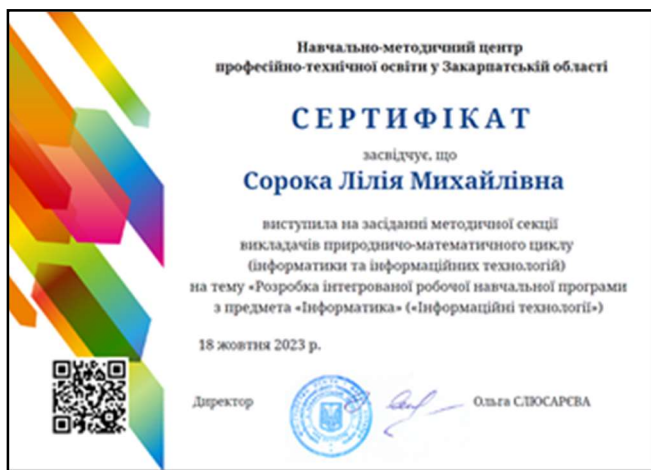 Навчально-методичний центр
професійно-технічної освіти у Закарпатській області
СЕРТИФІКАТ
засвідчує, що
Сорока Лілія Михайлівна
виступила на засіданні методичної секції
викладачів природничо-математичного циклу
(інформатики та інформаційних технологій)
на тему «Розробка інтегрованої робочої навчальної програми
з предмета «Інформатика» («Інформаційні технології»)
18 жовтня 2023 р.
Директор Ольга СЛЮСАРЄВА